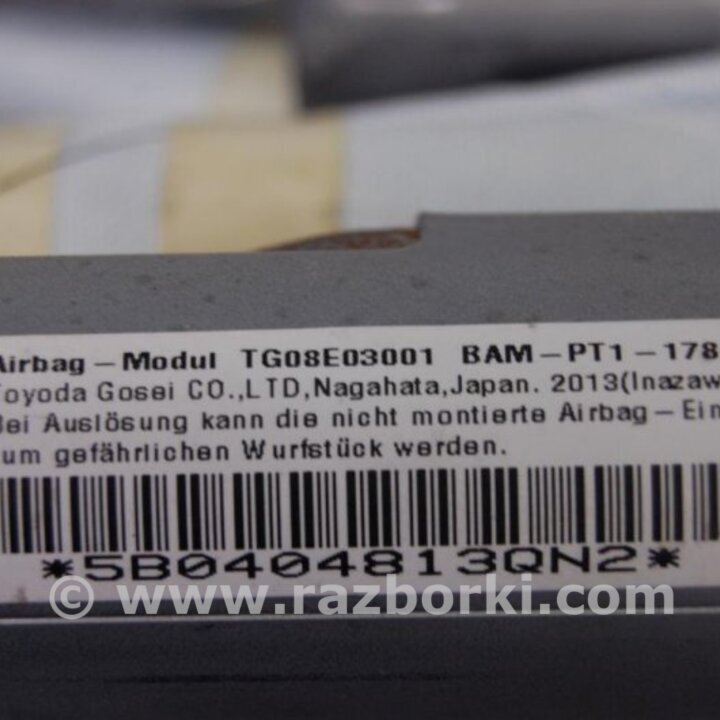 Airbag-Modul TG08E03001 BAM-PT1-178
Toyoda Gosei CO.,LTD,Nagahata,Japan. 2013(Inazaw
Bei Auslösung kann die nicht montierte Airbag-Ein
zum gefährlichen Wurfstück werden.
*5B0404813QN2*
© www.razborki.com